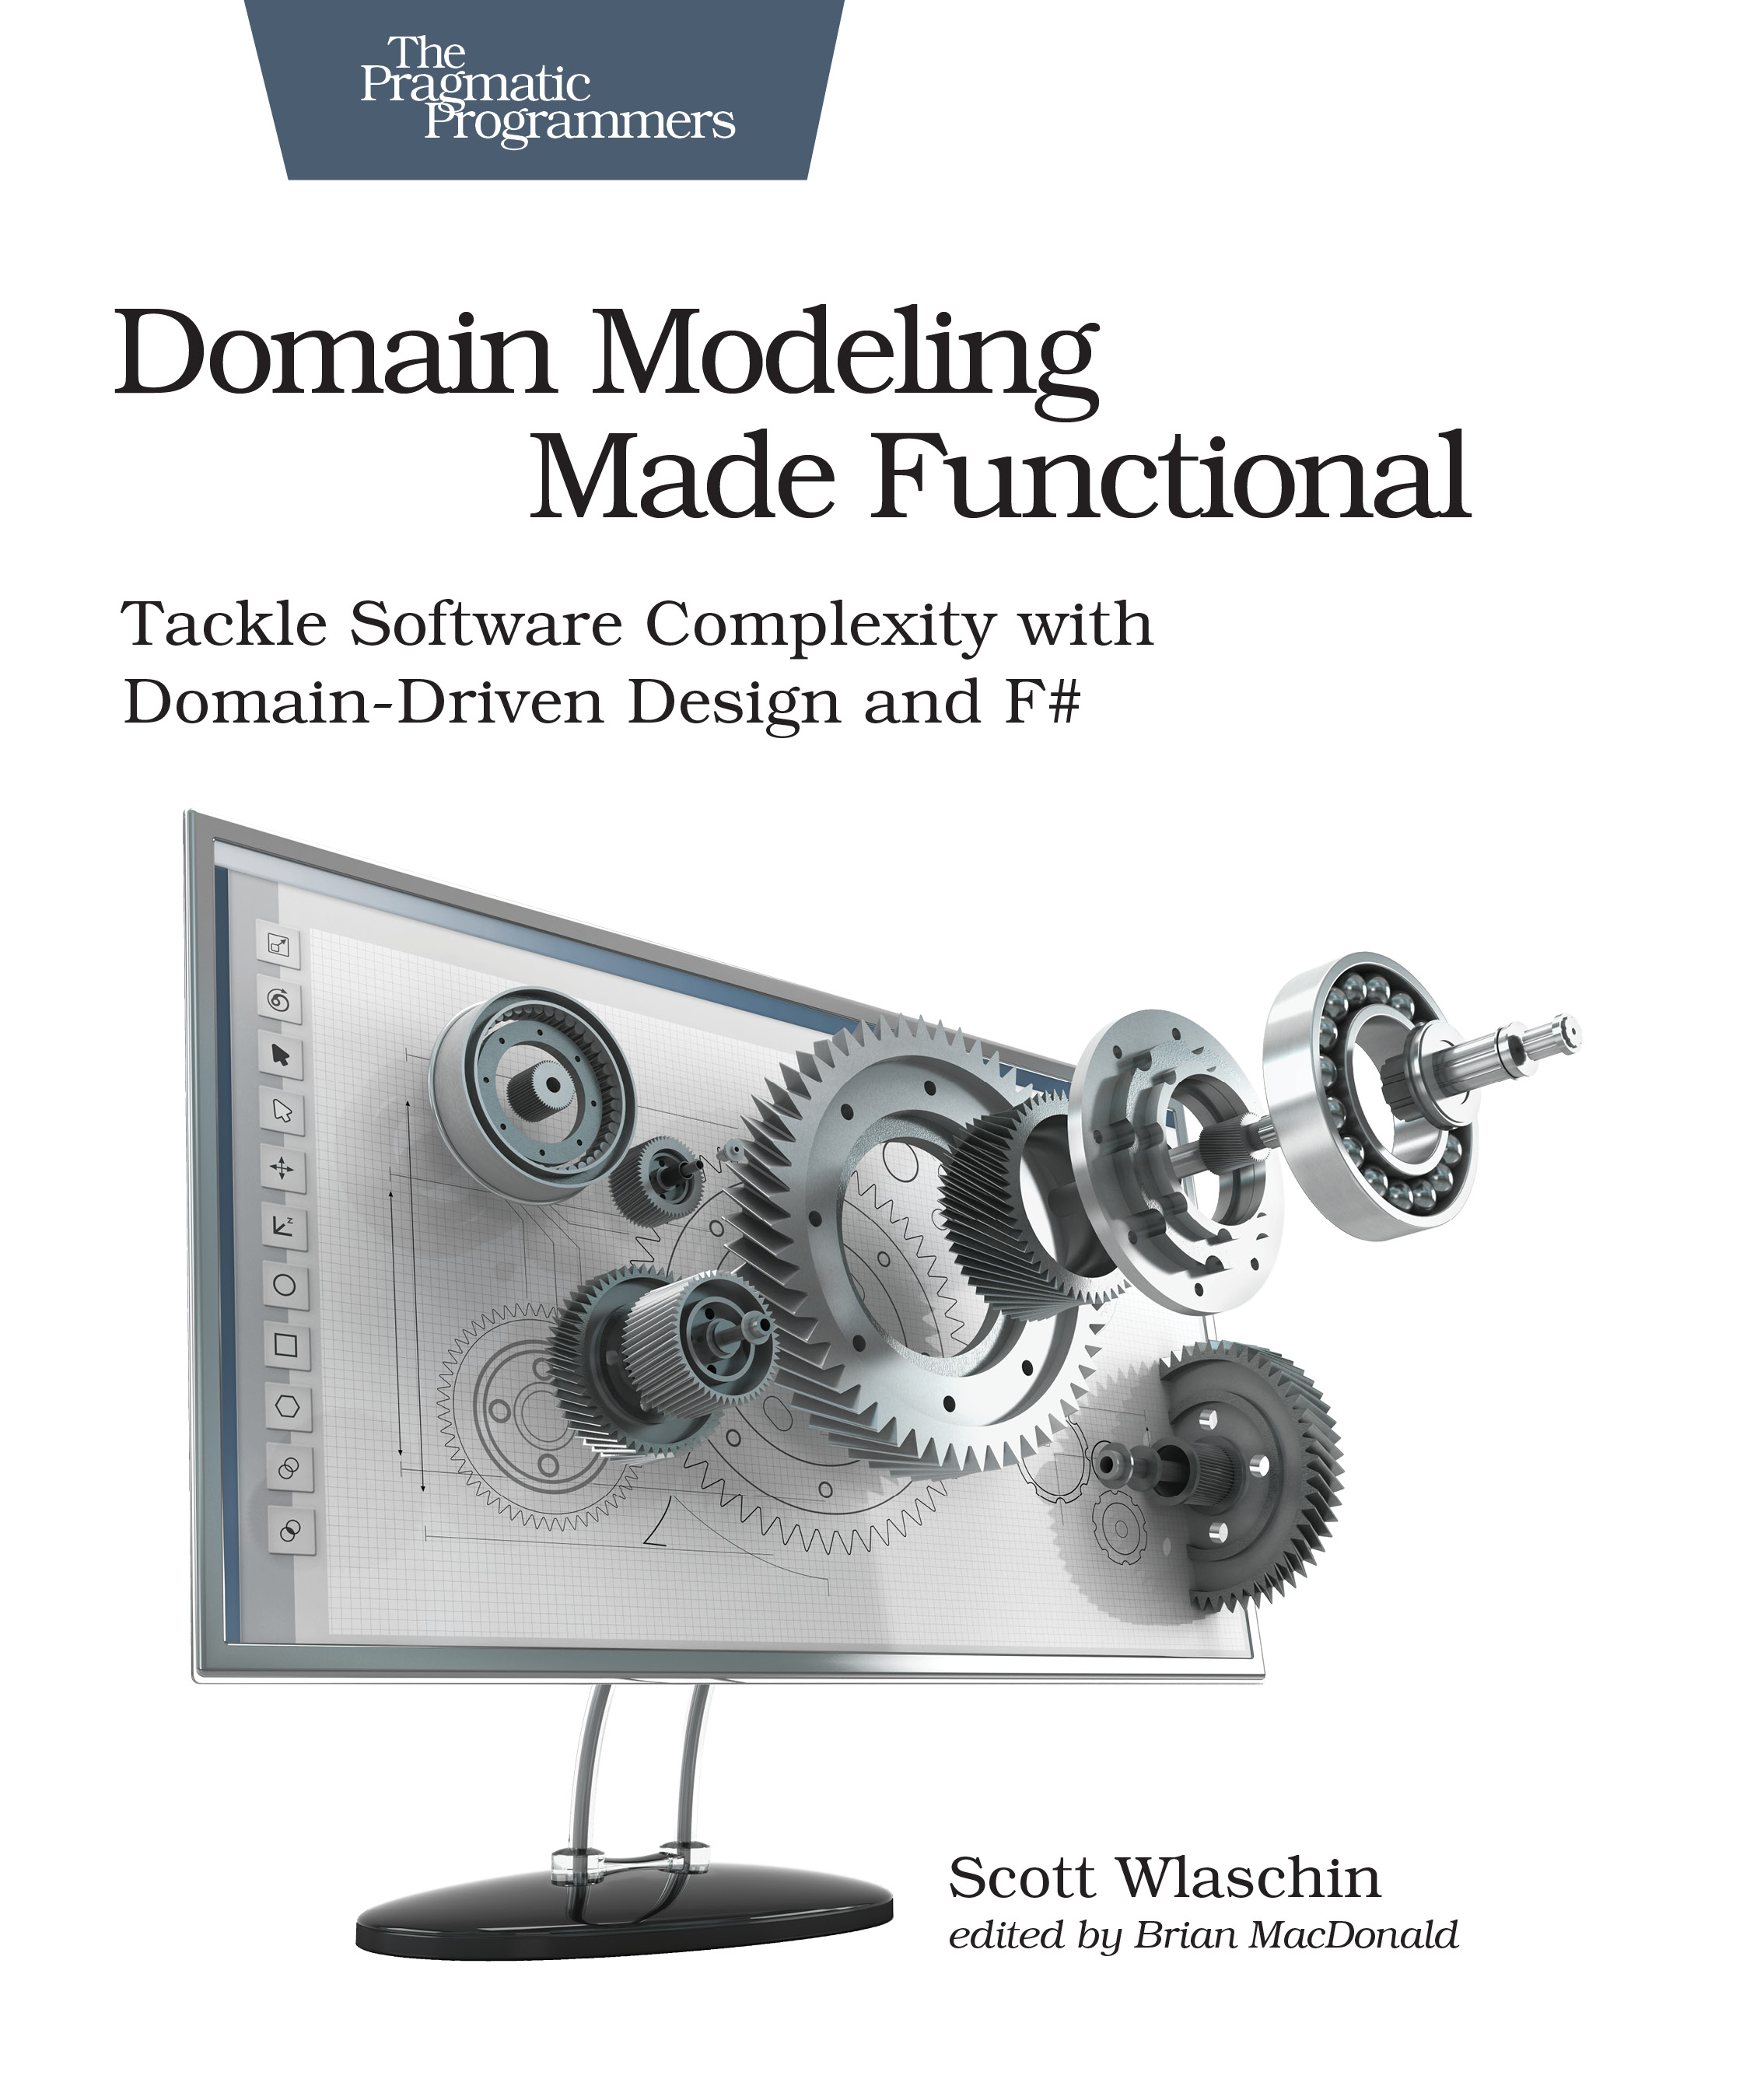 The
Pragmatic
Programmers
Domain Modeling
Made Functional
Tackle Software Complexity with
Domain-Driven Design and F#
Z
Scott Wlaschin
edited by Brian MacDonald